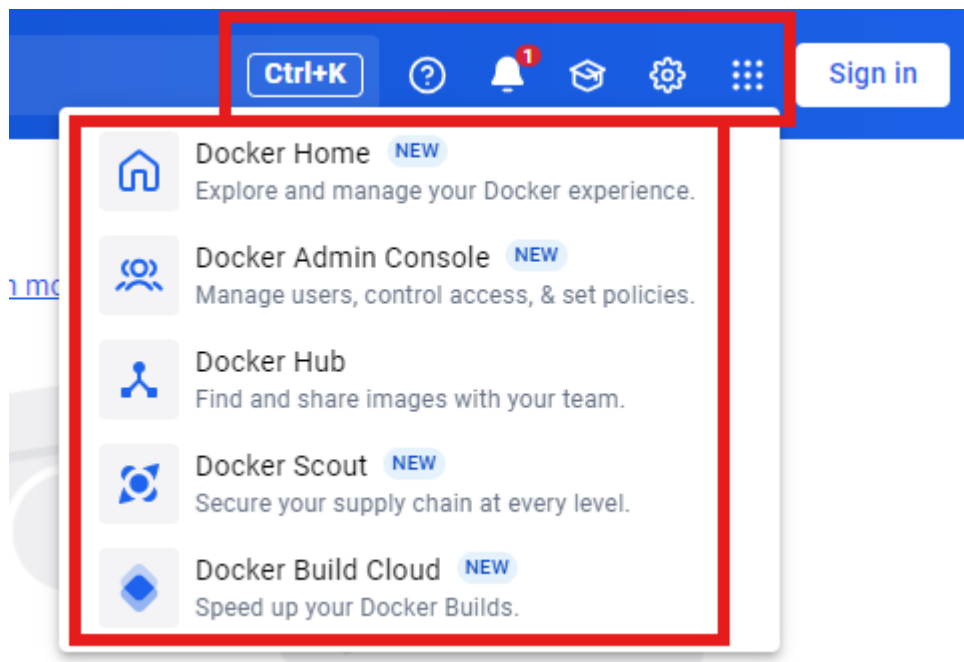 Ctrl+K
1
Sign in
Docker Home NEW
Explore and manage your Docker experience.
Docker Admin Console NEW
Manage users, control access, & set policies.
Docker Hub
Find and share images with your team.
Docker Scout NEW
Secure your supply chain at every level.
Docker Build Cloud NEW
Speed up your Docker Builds.